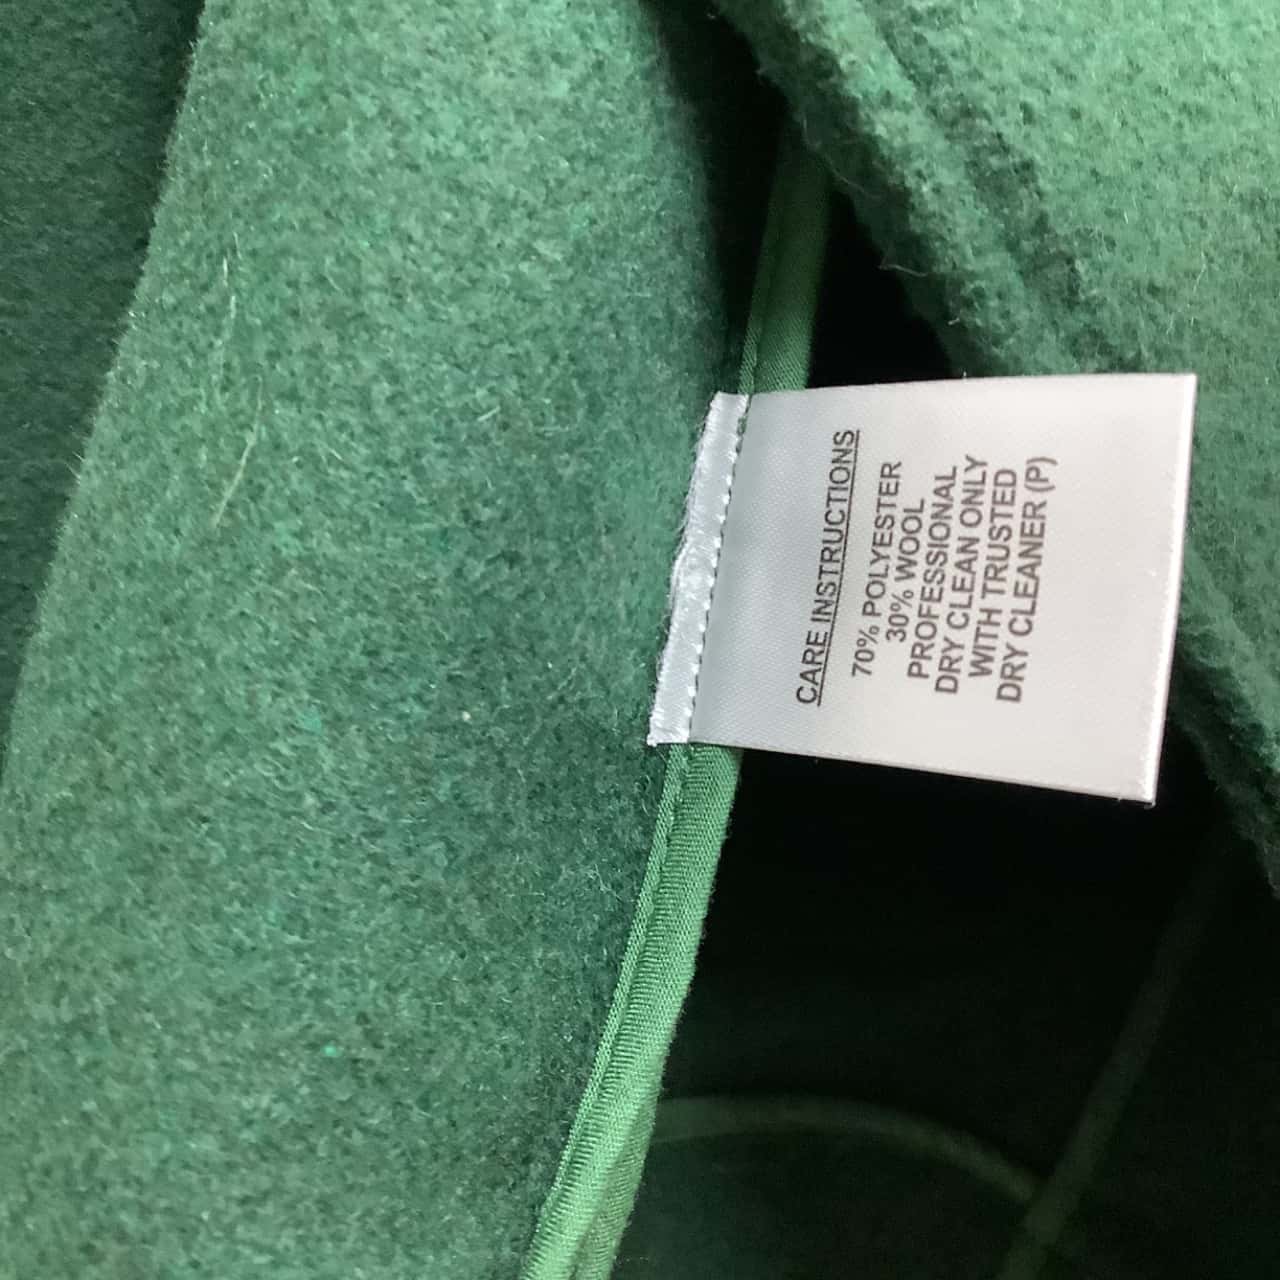 CARE INSTRUCTIONS
70% POLYESTER
30% WOOL
PROFESSIONAL
DRY CLEAN ONLY
WITH TRUSTED
DRY CLEANER (P)